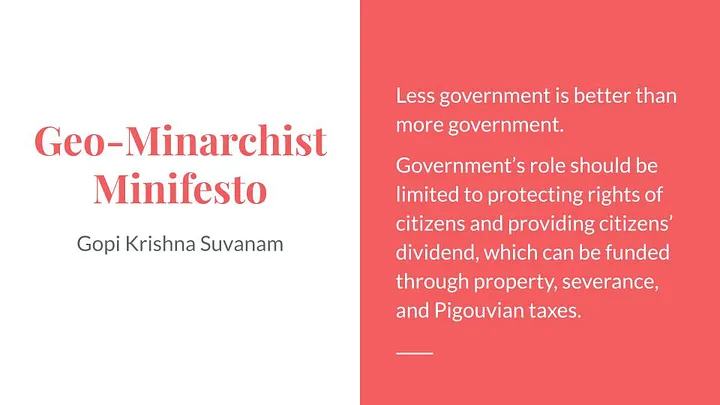 Geo-Minarchist
Minifesto
Gopi Krishna Suvanam
Less government is better than
more government.
Government’s role should be
limited to protecting rights of
citizens and providing citizens’
dividend, which can be funded
through property, severance,
and Pigouvian taxes.